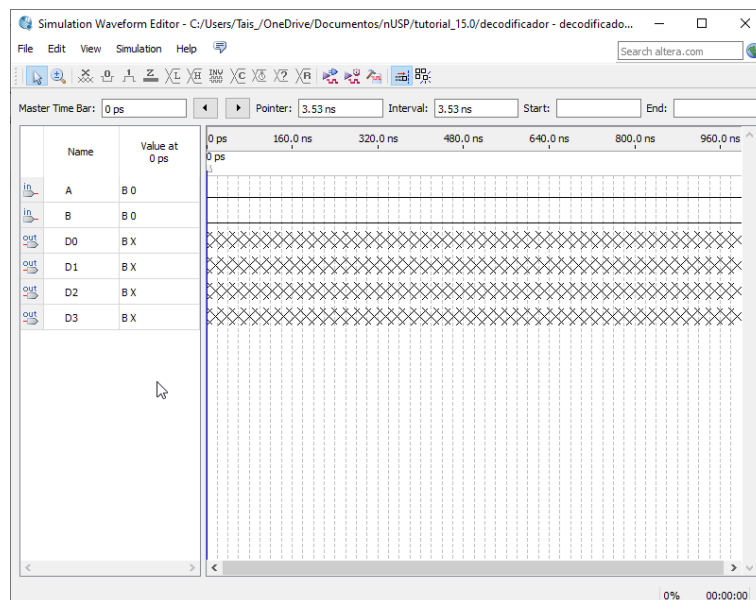 Simulation Waveform Editor - C:/Users/Tais_/OneDrive/Documentos/nUSP/tutorial_15.0/decodificador - decodificado...
File Edit View Simulation Help
Search altera.com
Master Time Bar: 0 ps Pointer: 3.53 ns Interval: 3.53 ns Start: End:
Name Value at 0 ps
0 ps 160.0 ns 320.0 ns 480.0 ns 640.0 ns 800.0 ns 960.0 ns
0 ps
in A B 0
in B B 0
out D0 B X
out D1 B X
out D2 B X
out D3 B X
0% 00:00:00